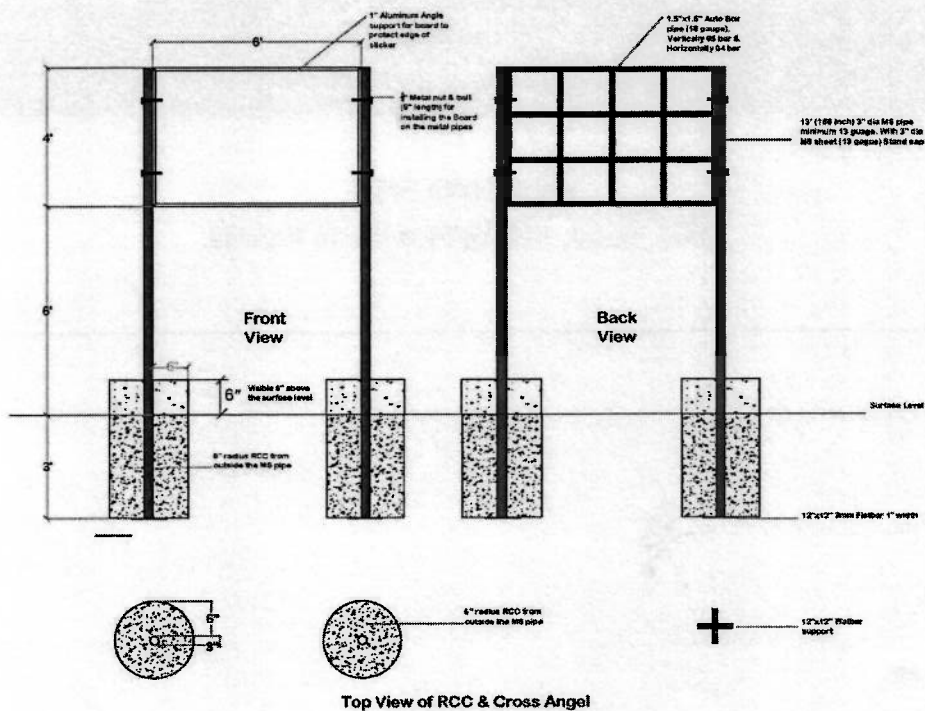 1" Aluminum Angle
support for board to
protect edge of
sticker
6'
1.5"x1.5" Auto Bar
pipe (18 gauge).
Vertically 05 bar &
Horizontally 04 bar
Metal nut & bolt
(5" length) for
installing the Board
on the metal pipes
4'
13' (156 inch) 3" dia MS pipe
minimum 13 guage. With 3" dia
MS sheet (13 gague) Stand cap
6'
Front
View
Back
View
6"
6"
Visible 6" above
the surface level
Surface Level
3'
6" radius RCC from
outside the MS pipe
12"x12" 3mm Flatbar 1" width
6"
3"
6" radius RCC from
outside the MS pipe
12"x12" Flatbar
support
Top View of RCC & Cross Angel